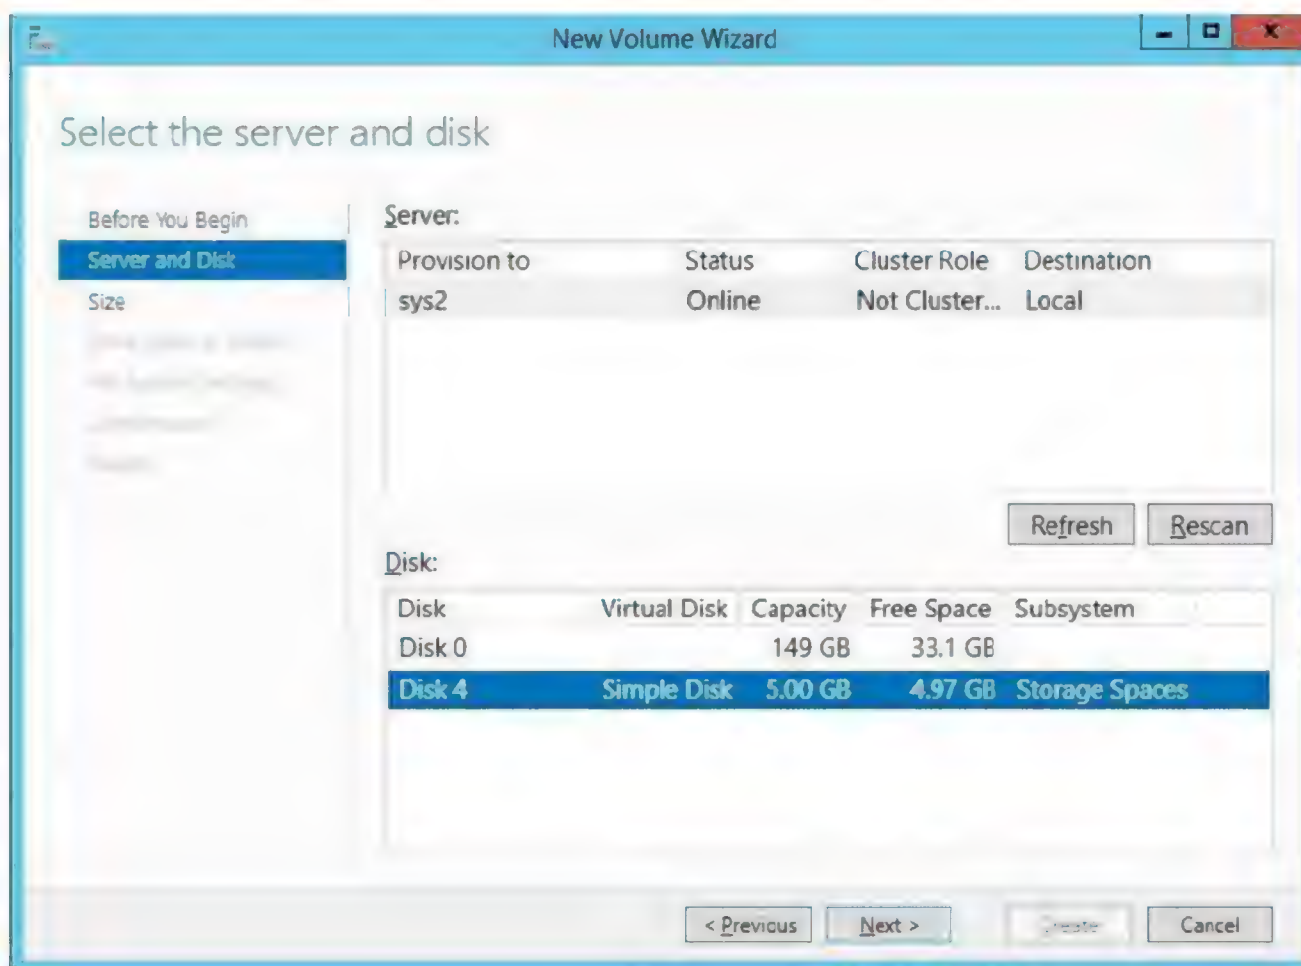 New Volume Wizard
Select the server and disk
Before You Begin
Server and Disk
Size
Server:
Provision to Status Cluster Role Destination
sys2 Online Not Cluster... Local
Refresh Rescan
Disk:
Disk Virtual Disk Capacity Free Space Subsystem
Disk 0 149 GB 33.1 GB
Disk 4 Simple Disk 5.00 GB 4.97 GB Storage Spaces
< Previous Next > Create Cancel